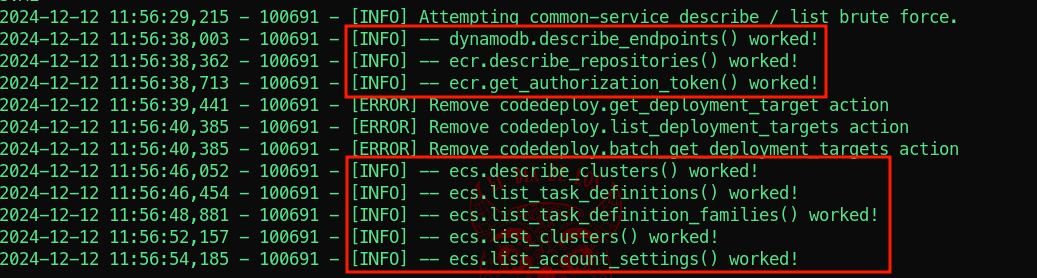 2024-12-12 11:56:29,215 - 100691 - [INFO] Attempting common-service describe / list brute force.
2024-12-12 11:56:38,003 - 100691 - [INFO] -- dynamodb.describe_endpoints() worked!
2024-12-12 11:56:38,362 - 100691 - [INFO] -- ecr.describe_repositories() worked!
2024-12-12 11:56:38,713 - 100691 - [INFO] -- ecr.get_authorization_token() worked!
2024-12-12 11:56:39,441 - 100691 - [ERROR] Remove codedeploy.get_deployment_target action
2024-12-12 11:56:40,385 - 100691 - [ERROR] Remove codedeploy.list_deployment_targets action
2024-12-12 11:56:40,385 - 100691 - [ERROR] Remove codedeploy.batch_get_deployment_targets action
2024-12-12 11:56:46,052 - 100691 - [INFO] -- ecs.describe_clusters() worked!
2024-12-12 11:56:46,454 - 100691 - [INFO] -- ecs.list_task_definitions() worked!
2024-12-12 11:56:48,881 - 100691 - [INFO] -- ecs.list_task_definition_families() worked!
2024-12-12 11:56:52,157 - 100691 - [INFO] -- ecs.list_clusters() worked!
2024-12-12 11:56:54,185 - 100691 - [INFO] -- ecs.list_account_settings() worked!